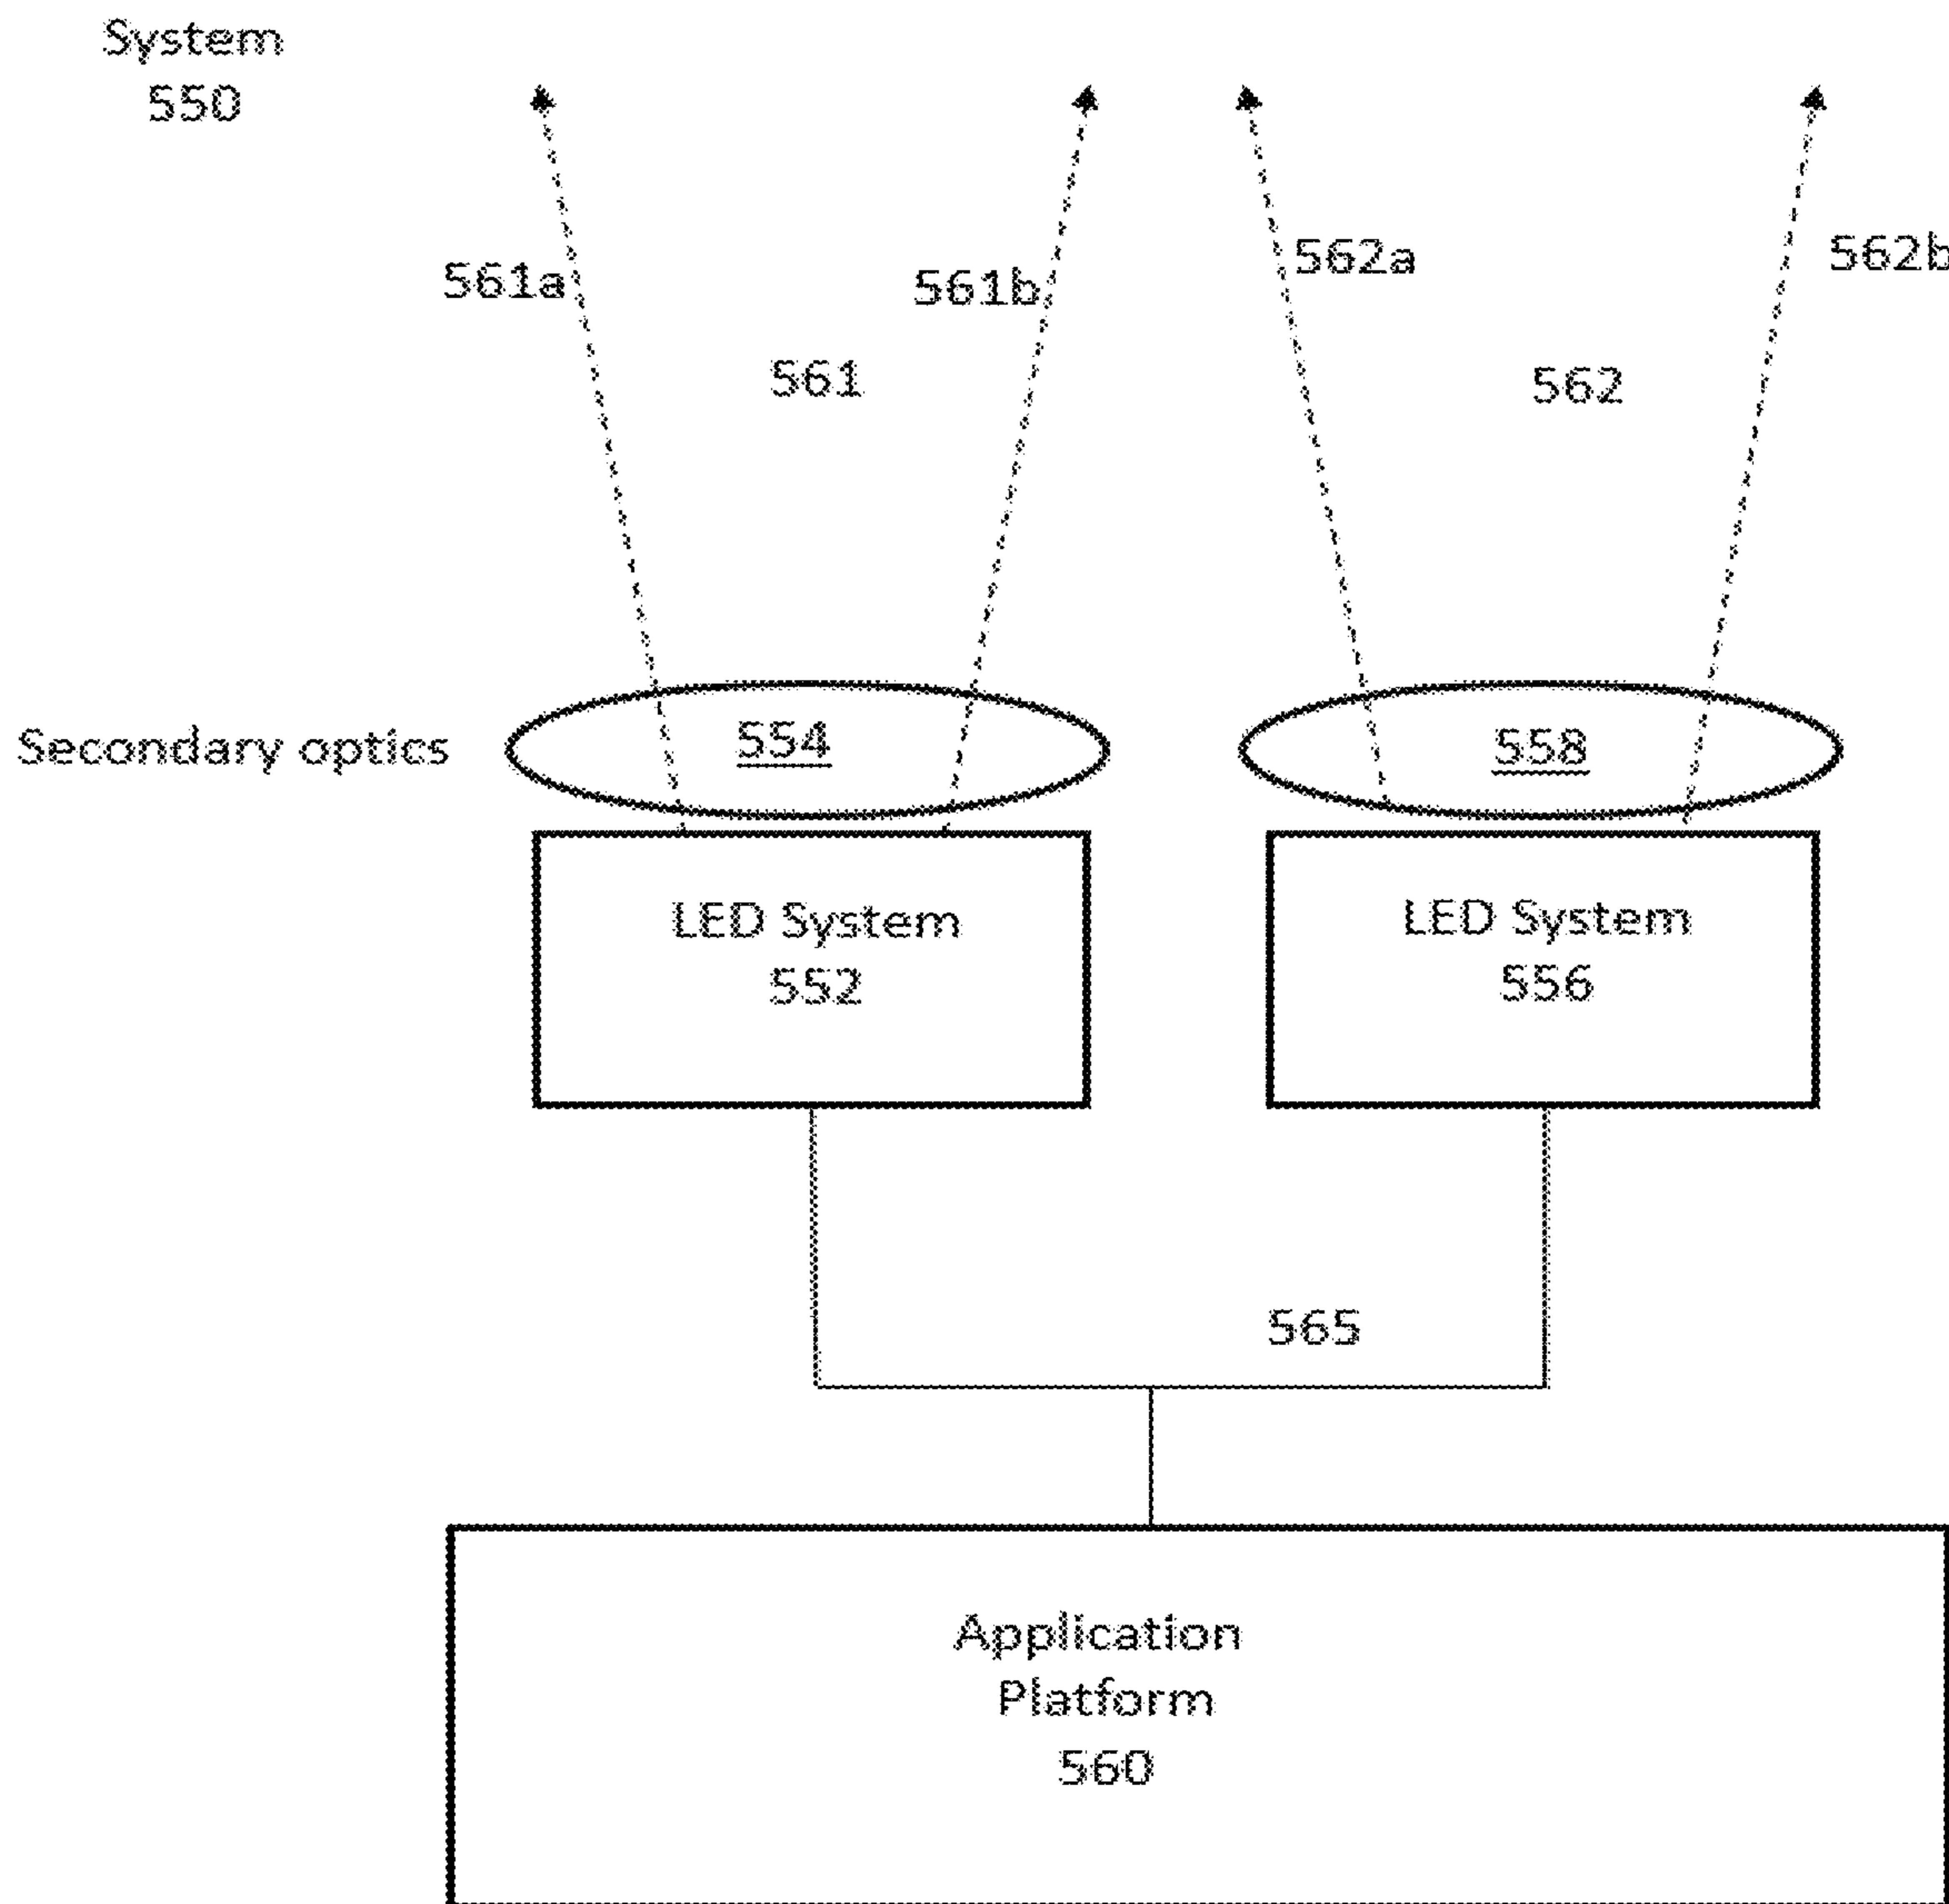 System
550
561a
561b
562a
562b
561
562
Secondary optics
554
558
LED System
552
LED System
556
565
Application
Platform
560